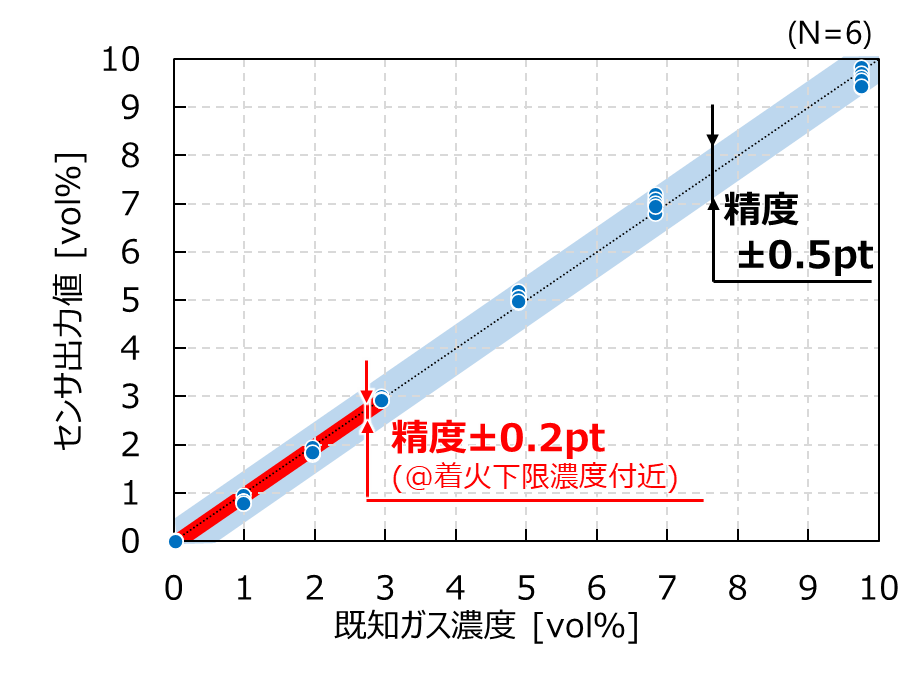 (N=6)
10
9
8
7
6
5
4
3
2
1
0
センサ出力値 [vol%]
精度
±0.5pt
精度±0.2pt
(@着火下限濃度付近)
0 1 2 3 4 5 6 7 8 9 10
既知ガス濃度 [vol%]